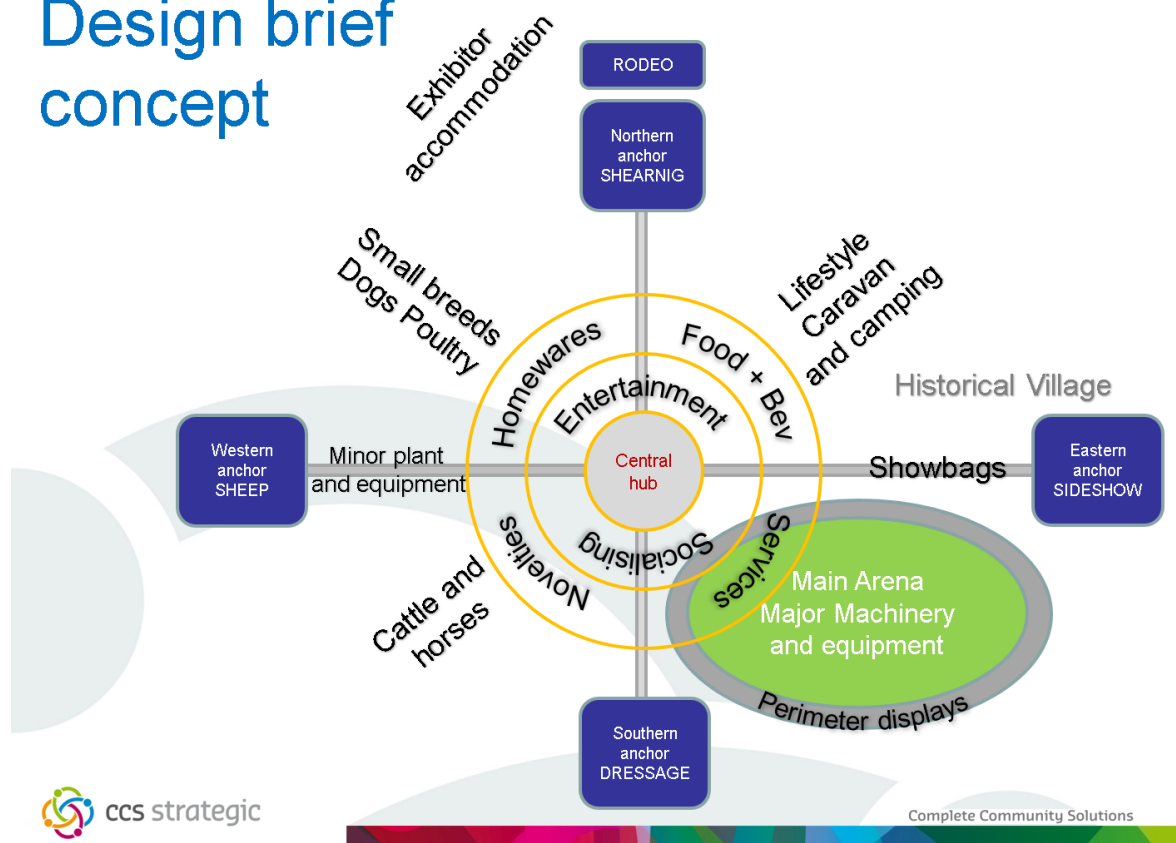 Design brief
concept
Exhibitor
accommodation
RODEO
Northern
anchor
SHEARNIG
Small breeds
Dogs Poultry
Lifestyle
Caravan
and camping
Homewares
Food + Bev
Entertainment
Historical Village
Western
anchor
SHEEP
Minor plant
and equipment
Central
hub
Showbags
Eastern
anchor
SIDESHOW
Socialising
Novelties
Services
Cattle and
horses
Main Arena
Major Machinery
and equipment
Perimeter displays
Southern
anchor
DRESSAGE
ccs strategic
Complete Community Solutions